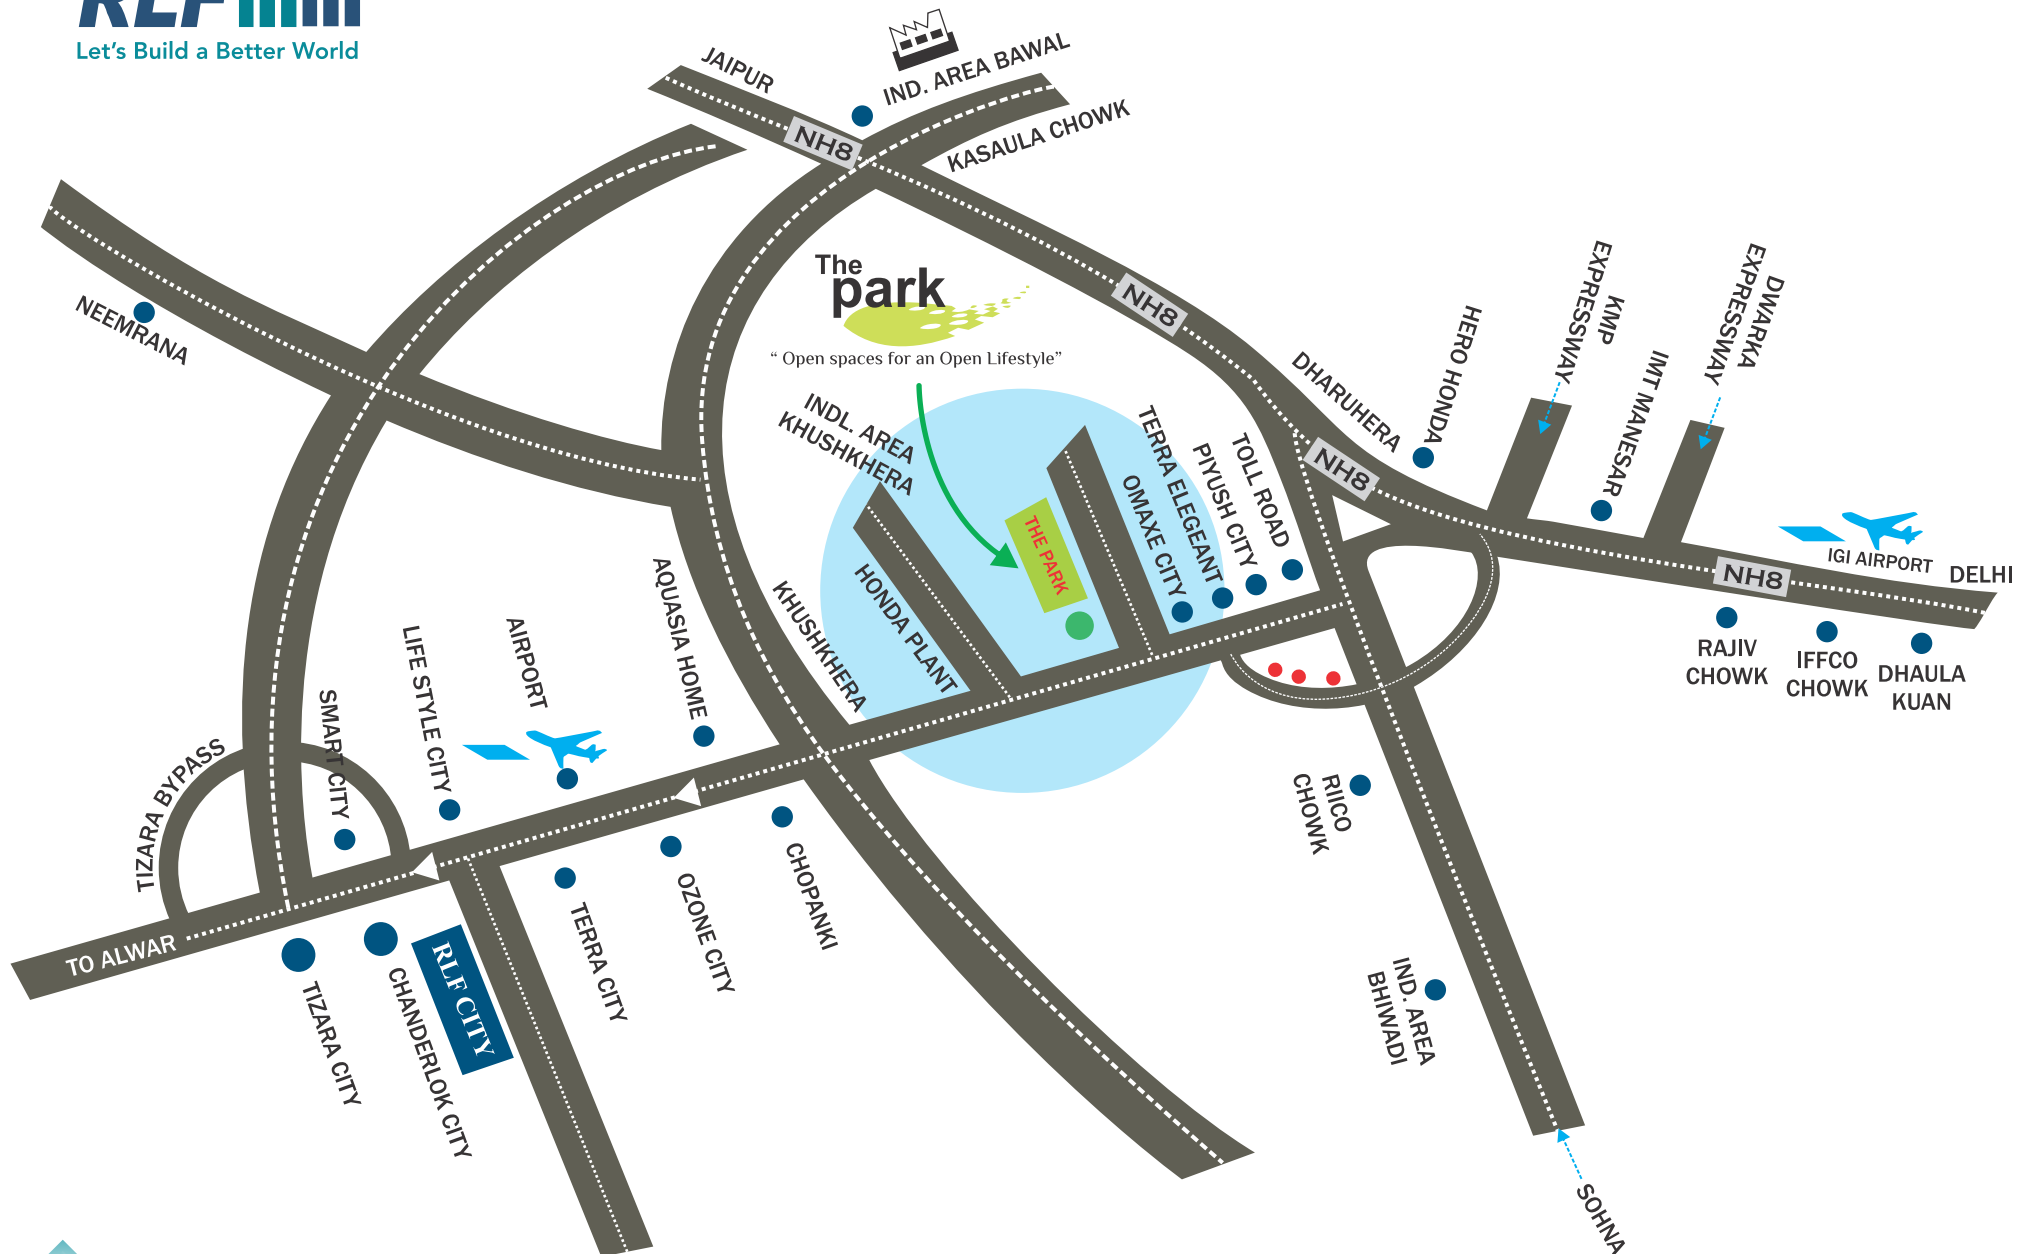 RLF
Let's Build a Better World
JAIPUR
IND. AREA BAWAL
KASAULA CHOWK
NH8
NEEMRANA
The
park
“ Open spaces for an Open Lifestyle”
NH8
DHARUHERA
HERO HONDA
KMP
EXPRESSWAY
IMT MANESAR
DWARKA
EXPRESSWAY
NH8
IGI AIRPORT
DELHI
NH8
RAJIV
CHOWK
IFFCO
CHOWK
DHAULA
KUAN
INDL. AREA
KHUSHKHERA
THE PARK
TERRA ELEGEANT
OMAXE CITY
PIYUSH CITY
TOLL ROAD
HONDA PLANT
KHUSHKHERA
AQUASIA HOME
AIRPORT
LIFE STYLE CITY
SMART CITY
TIZARA BYPASS
TO ALWAR
TIZARA CITY
CHANDERLOK CITY
RLF CITY
TERRA CITY
OZONE CITY
CHOPANKI
RIICO
CHOWK
IND. AREA
BHIWADI
SOHNA